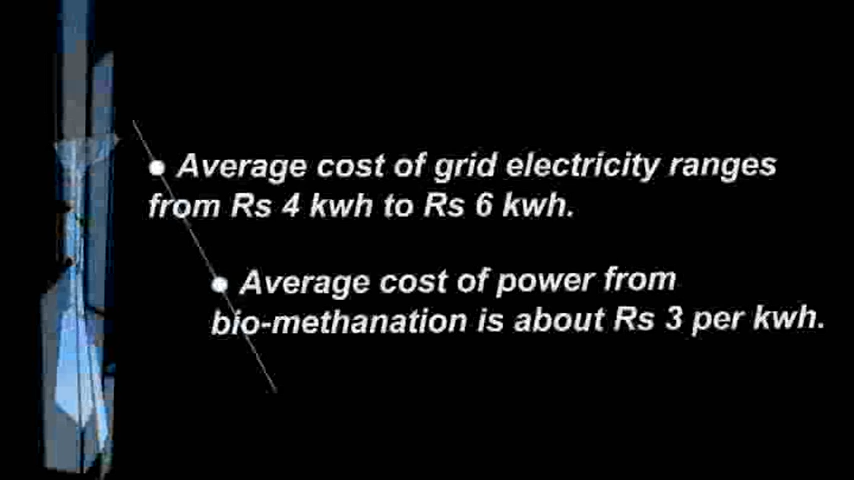 • Average cost of grid electricity ranges
from Rs 4 kwh to Rs 6 kwh.
• Average cost of power from
bio-methanation is about Rs 3 per kwh.